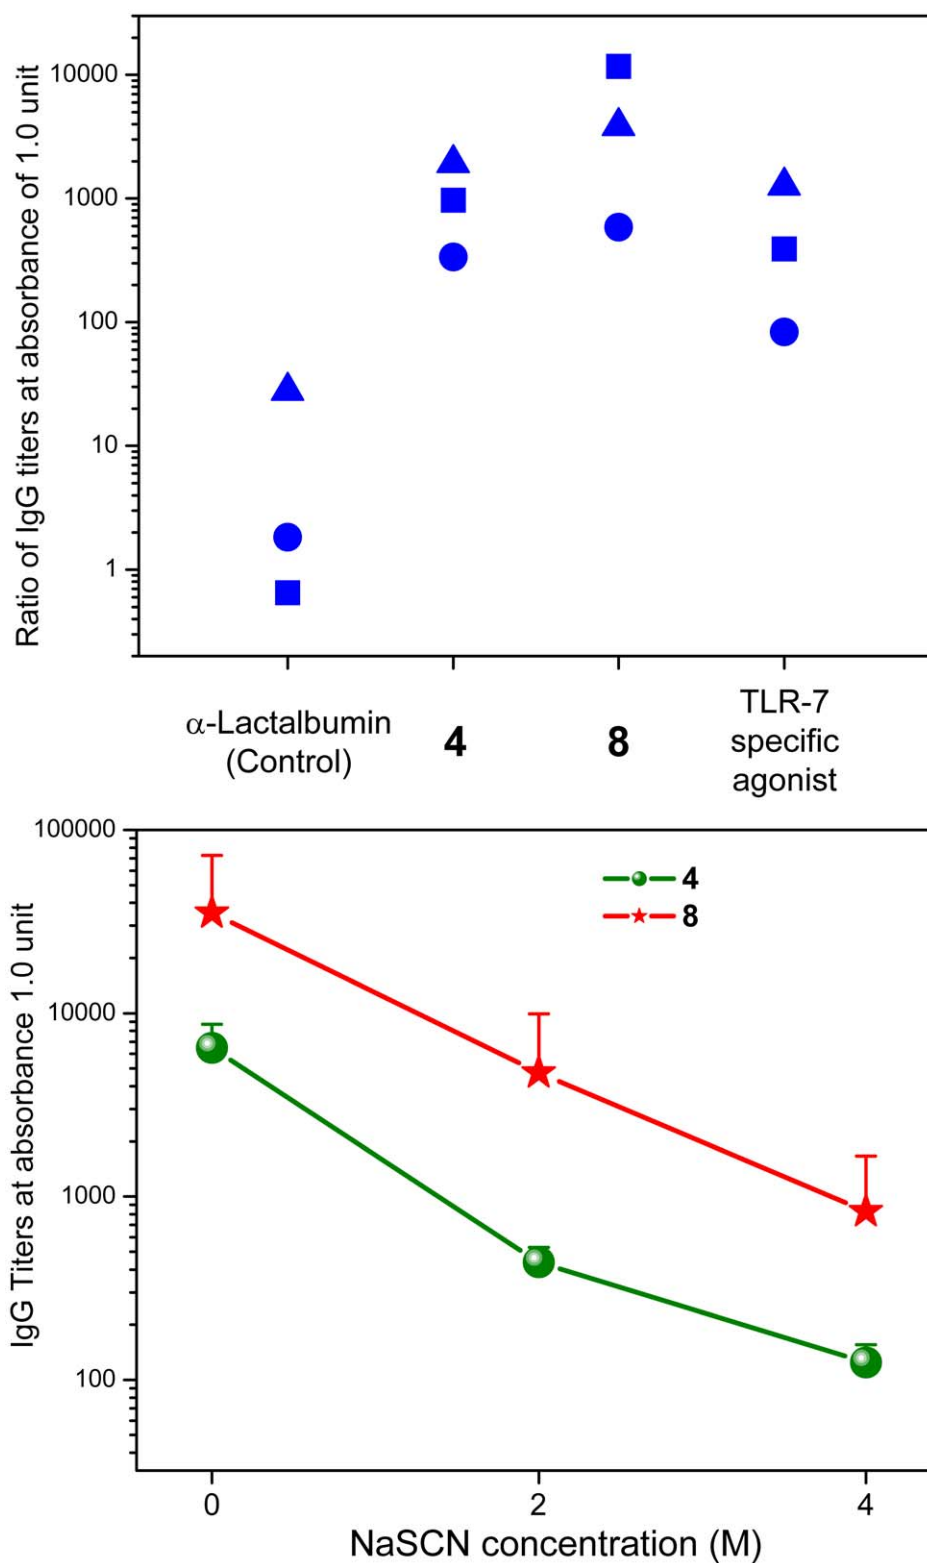 Ratio of IgG titers at absorbance of 1.0 unit
10000
1000
100
10
1
α-Lactalbumin
(Control)
4
8
TLR-7
specific
agonist
IgG Titers at absorbance 1.0 unit
100000
10000
1000
100
4
8
0
2
4
NaSCN concentration (M)